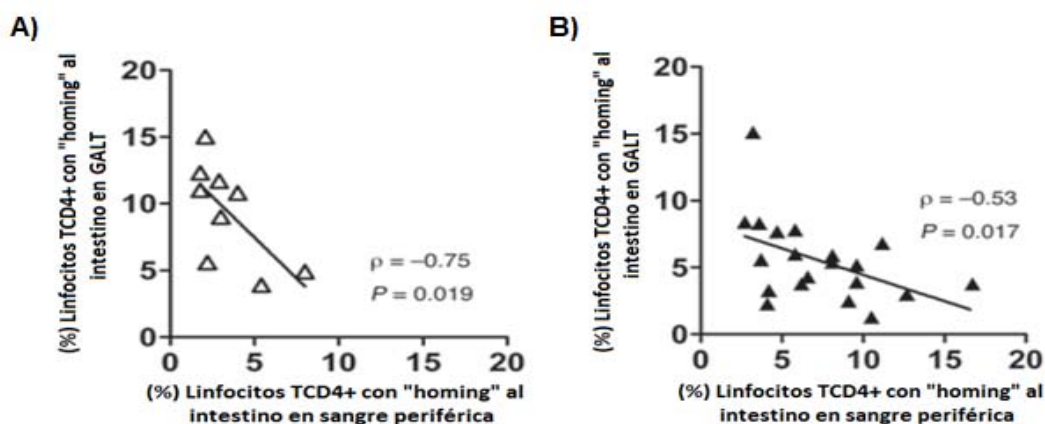 A)
(%) Linfocitos TCD4+ con "homing" al
intestino en GALT
20
15
10
5
0
ρ = −0.75
P = 0.019
0 5 10 15 20
(%) Linfocitos TCD4+ con "homing" al
intestino en sangre periférica
B)
(%) Linfocitos TCD4+ con "homing" al
intestino en GALT
20
15
10
5
0
ρ = −0.53
P = 0.017
0 5 10 15 20
(%) Linfocitos TCD4+ con "homing" al
intestino en sangre periférica